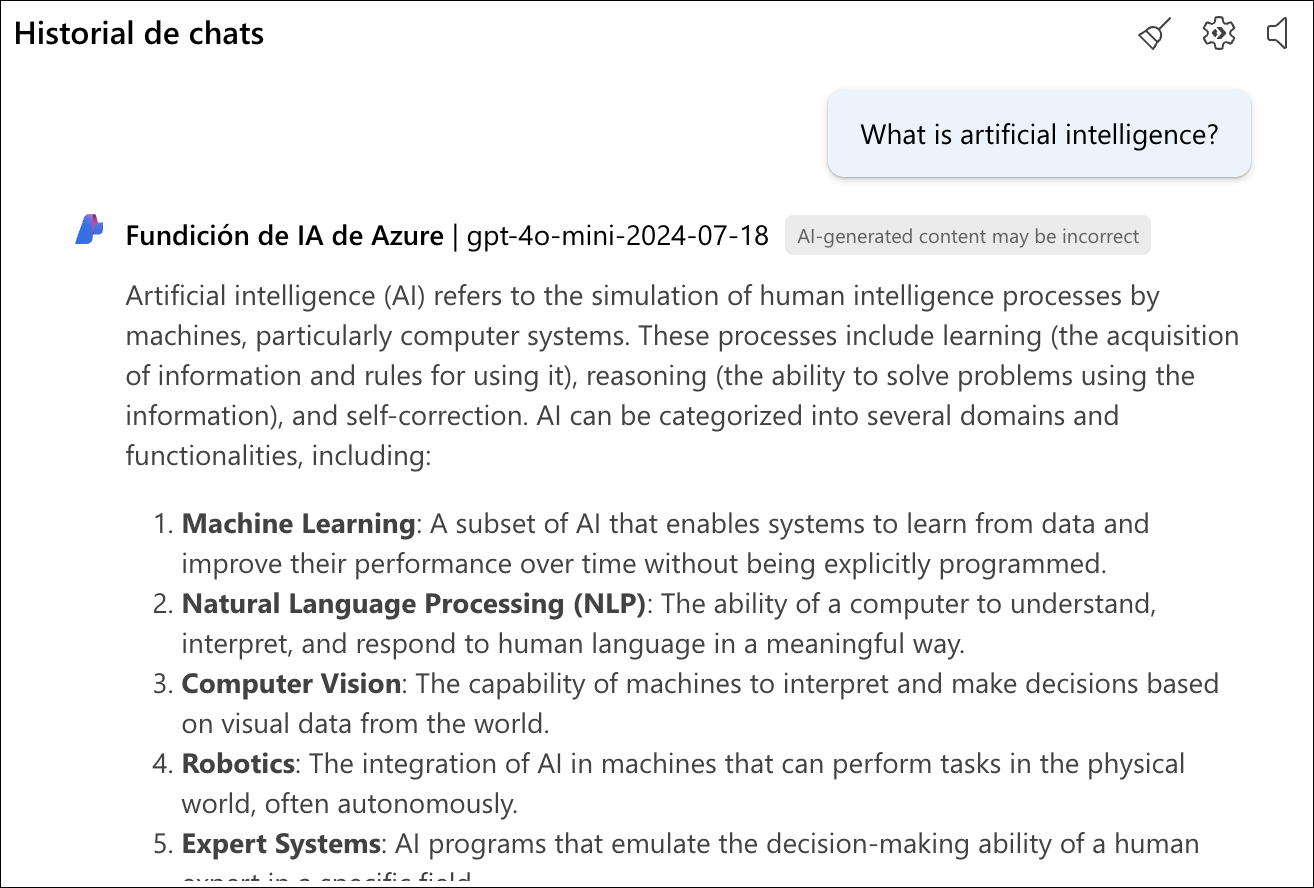 Historial de chats
What is artificial intelligence?
Fundición de IA de Azure | gpt-4o-mini-2024-07-18 AI-generated content may be incorrect
Artificial intelligence (AI) refers to the simulation of human intelligence processes by
machines, particularly computer systems. These processes include learning (the acquisition
of information and rules for using it), reasoning (the ability to solve problems using the
information), and self-correction. AI can be categorized into several domains and
functionalities, including:
1. Machine Learning: A subset of AI that enables systems to learn from data and
improve their performance over time without being explicitly programmed.
2. Natural Language Processing (NLP): The ability of a computer to understand,
interpret, and respond to human language in a meaningful way.
3. Computer Vision: The capability of machines to interpret and make decisions based
on visual data from the world.
4. Robotics: The integration of AI in machines that can perform tasks in the physical
world, often autonomously.
5. Expert Systems: AI programs that emulate the decision-making ability of a human
expert in a specific field.